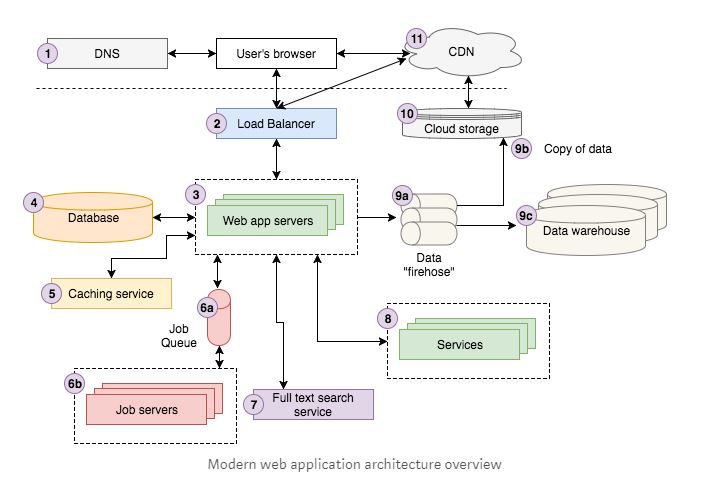 1
DNS
User's browser
11
CDN
2
Load Balancer
10
Cloud storage
9b
Copy of data
3
Web app servers
4
Database
9a
Data
"firehose"
9c
Data warehouse
5
Caching service
6a
Job
Queue
8
Services
6b
Job servers
7
Full text search
service
Modern web application architecture overview